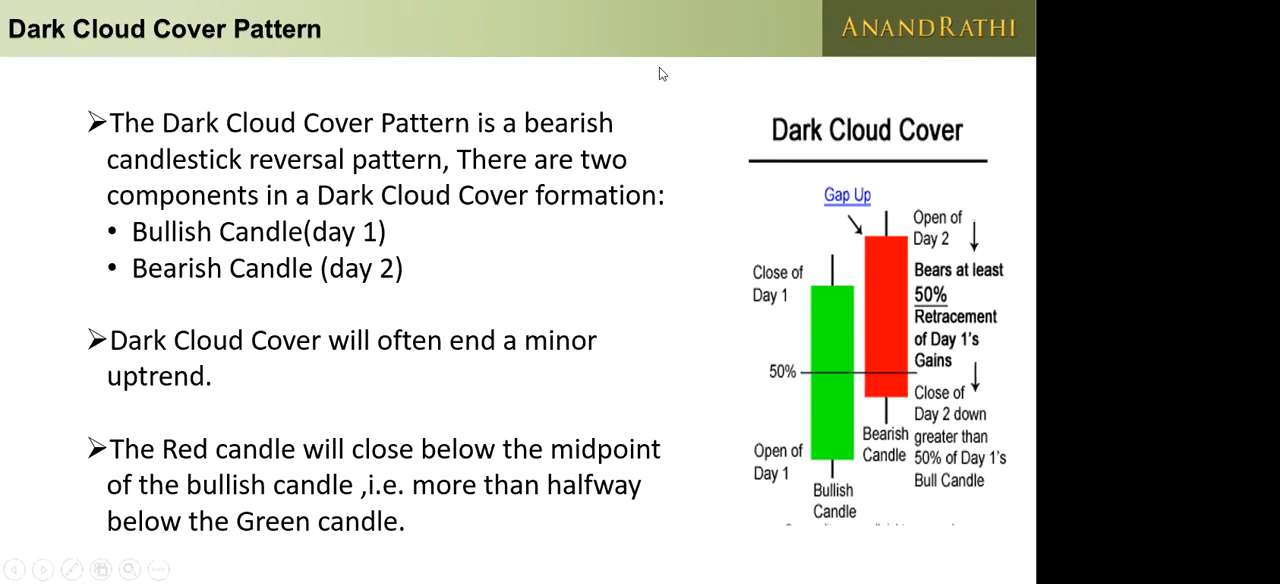 Dark Cloud Cover Pattern
ANANDRATHI
➢The Dark Cloud Cover Pattern is a bearish
candlestick reversal pattern, There are two
components in a Dark Cloud Cover formation:
• Bullish Candle(day 1)
• Bearish Candle (day 2)
➢Dark Cloud Cover will often end a minor
uptrend.
➢The Red candle will close below the midpoint
of the bullish candle ,i.e. more than halfway
below the Green candle.
Dark Cloud Cover
Gap Up
Open of
Day 2
Close of
Day 1
Bears at least
50%
Retracement
of Day 1's
Gains
50%
Close of
Day 2 down
greater than
50% of Day 1's
Bull Candle
Bearish
Candle
Open of
Day 1
Bullish
Candle